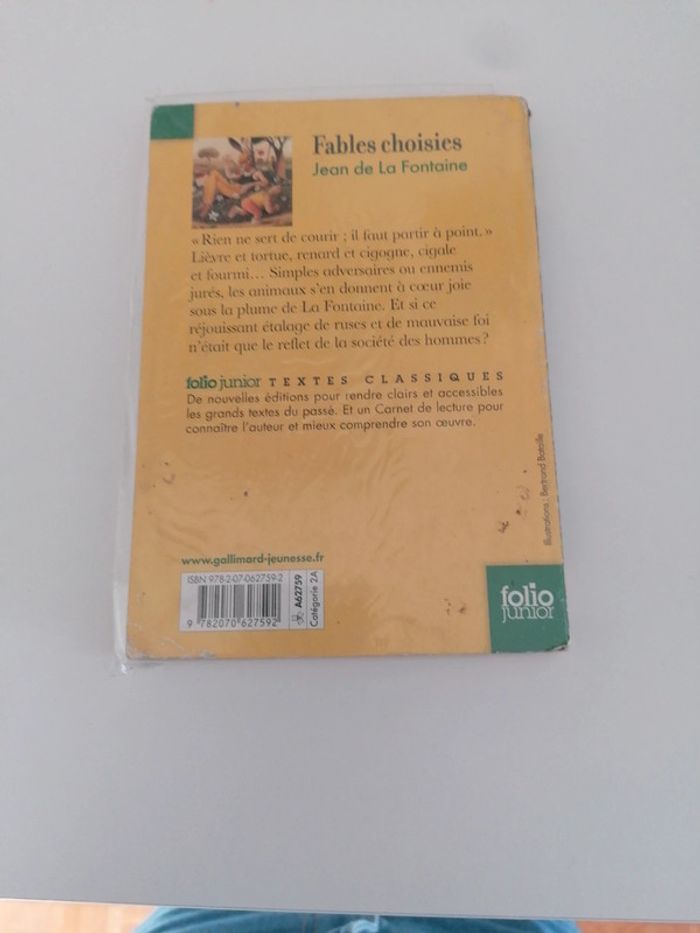 Fables choisies
Jean de La Fontaine
« Rien ne sert de courir ; il faut partir à point. »
Lièvre et tortue, renard et cigogne, cigale
et fourmi... Simples adversaires ou ennemis
jurés, les animaux s'en donnent à cœur joie
sous la plume de La Fontaine. Et si ce
réjouissant étalage de ruses et de mauvaise foi
n'était que le reflet de la société des hommes ?
folio junior TEXTES CLASSIQUES
De nouvelles éditions pour rendre clairs et accessibles
les grands textes du passé. Et un Carnet de lecture pour
connaître l'auteur et mieux comprendre son œuvre.
Illustrations : Bertrand Bataille
www.gallimard-jeunesse.fr
ISBN 978-2-07-062759-2
9 782070 627592
A62759
Catégorie 2A
folio
junior